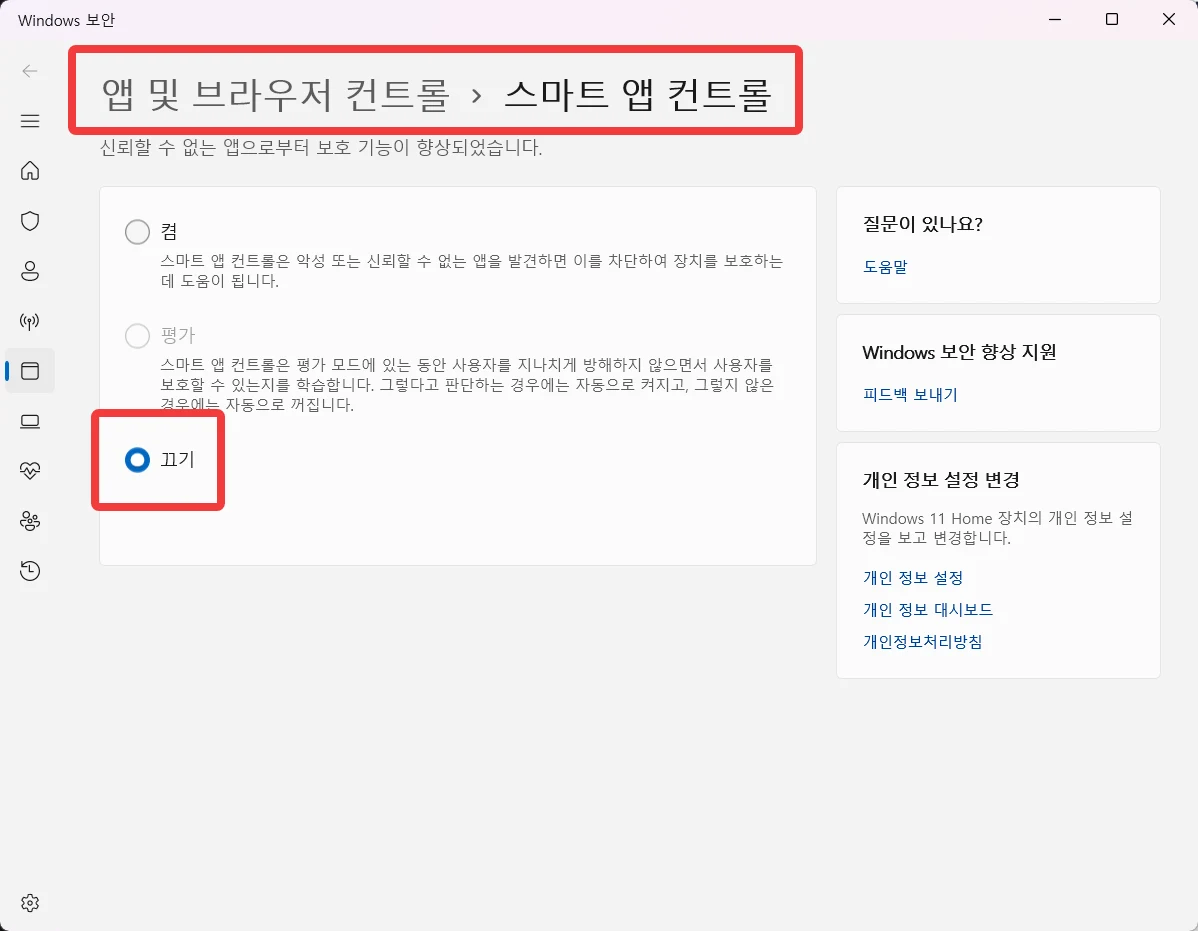 Windows 보안
앱 및 브라우저 컨트롤 › 스마트 앱 컨트롤
신뢰할 수 없는 앱으로부터 보호 기능이 향상되었습니다.
켬
스마트 앱 컨트롤은 악성 또는 신뢰할 수 없는 앱을 발견하면 이를 차단하여 장치를 보호하는
데 도움이 됩니다.
평가
스마트 앱 컨트롤은 평가 모드에 있는 동안 사용자를 지나치게 방해하지 않으면서 사용자를
보호할 수 있는지를 학습합니다. 그렇다고 판단하는 경우에는 자동으로 켜지고, 그렇지 않은
경우에는 자동으로 꺼집니다.
끄기
질문이 있나요?
도움말
Windows 보안 향상 지원
피드백 보내기
개인 정보 설정 변경
Windows 11 Home 장치의 개인 정보 설
정을 보고 변경합니다.
개인 정보 설정
개인 정보 대시보드
개인정보처리방침